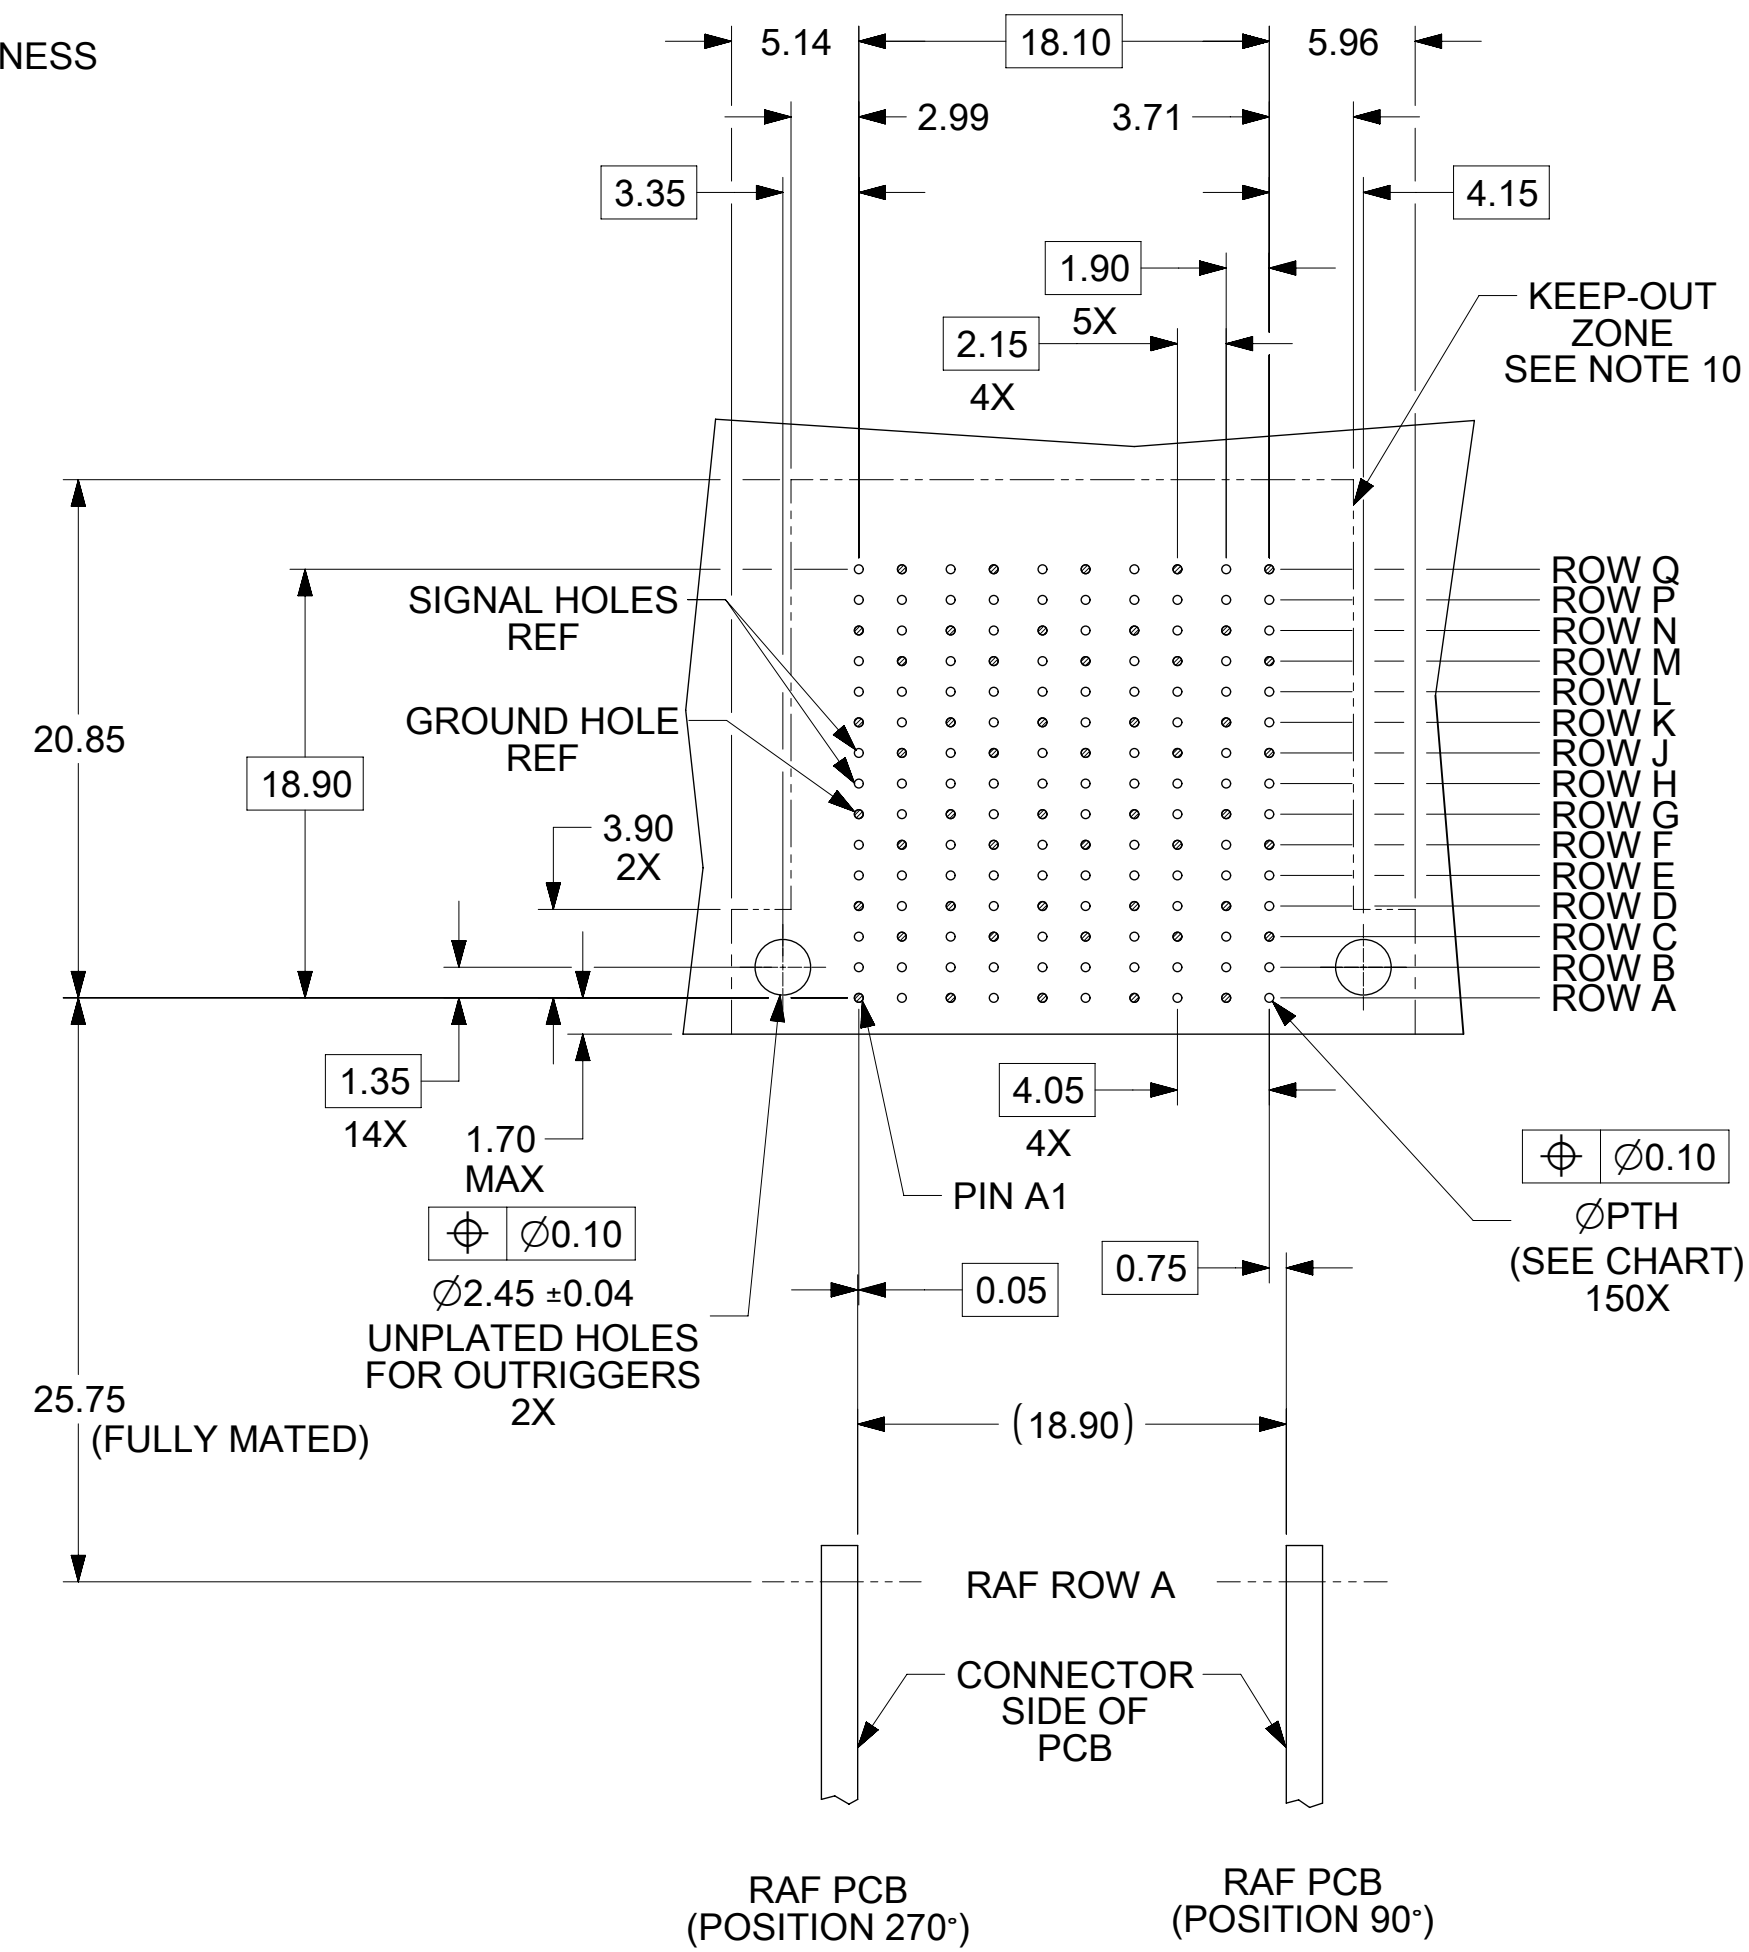 NESS
5.14
18.10
5.96
2.99
3.71
3.35
4.15
1.90
5X
2.15
4X
KEEP-OUT
ZONE
SEE NOTE 10
20.85
18.90
SIGNAL HOLES
REF
GROUND HOLE
REF
3.90
2X
ROW Q
ROW P
ROW N
ROW M
ROW L
ROW K
ROW J
ROW H
ROW G
ROW F
ROW E
ROW D
ROW C
ROW B
ROW A
1.35
14X
1.70
MAX
⌖ ∅0.10
∅2.45 ±0.04
UNPLATED HOLES
FOR OUTRIGGERS
2X
4.05
4X
PIN A1
0.05
0.75
⌖ ∅0.10
∅PTH
(SEE CHART)
150X
25.75
(FULLY MATED)
(18.90)
RAF ROW A
CONNECTOR
SIDE OF
PCB
RAF PCB
(POSITION 270°)
RAF PCB
(POSITION 90°)